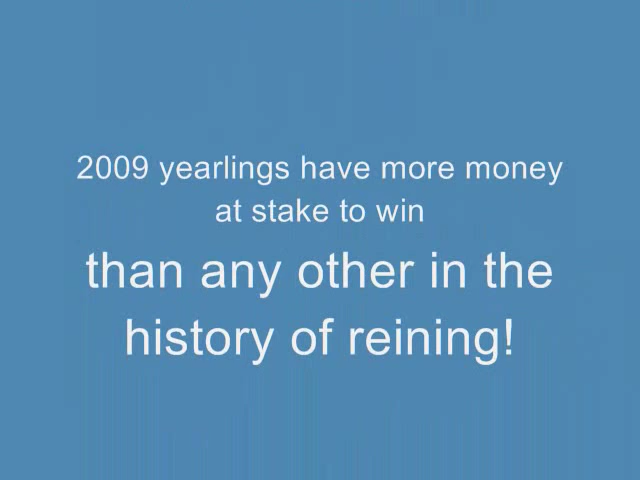 2009 yearlings have more money
at stake to win
than any other in the
history of reining!